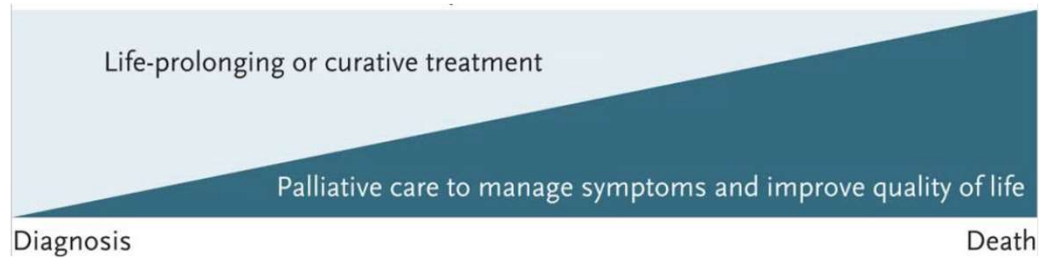 Life-prolonging or curative treatment
Palliative care to manage symptoms and improve quality of life
Diagnosis
Death